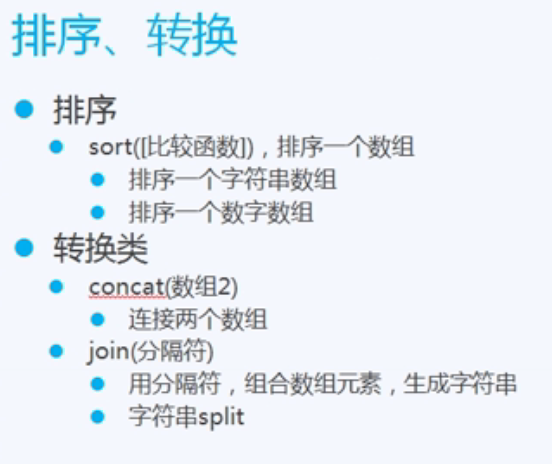 排序、转换
排序
sort([比较函数])，排序一个数组
排序一个字符串数组
排序一个数字数组
转换类
concat(数组2)
连接两个数组
join(分隔符)
用分隔符，组合数组元素，生成字符串
字符串split